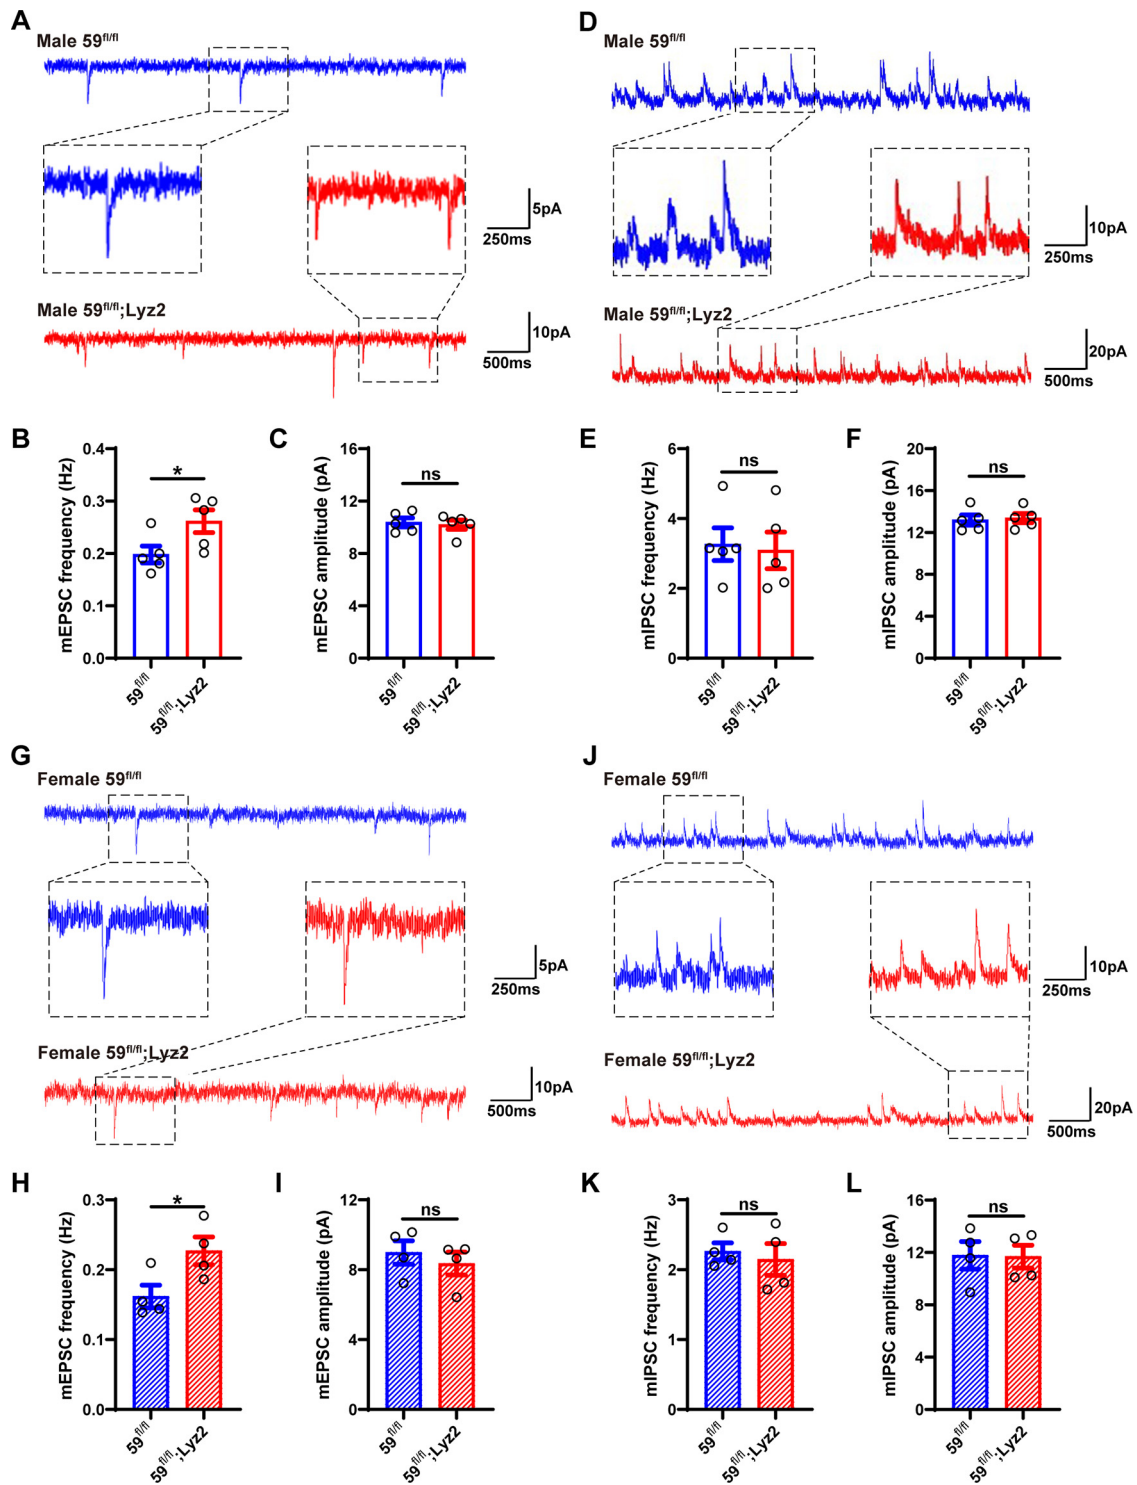 A
Male 59fl/fl
5pA
250ms
Male 59fl/fl;Lyz2
10pA
500ms
D
Male 59fl/fl
10pA
250ms
Male 59fl/fl;Lyz2
20pA
500ms
B
mEPSC frequency (Hz)
0.4
0.3
0.2
0.1
0.0
*
59fl/fl
59fl/fl;Lyz2
C
mEPSC amplitude (pA)
16
12
8
4
0
ns
59fl/fl
59fl/fl;Lyz2
E
mIPSC frequency (Hz)
6
4
2
0
ns
59fl/fl
59fl/fl;Lyz2
F
mIPSC amplitude (pA)
20
16
12
8
4
0
ns
59fl/fl
59fl/fl;Lyz2
G
Female 59fl/fl
5pA
250ms
Female 59fl/fl;Lyz2
10pA
500ms
J
Female 59fl/fl
10pA
250ms
Female 59fl/fl;Lyz2
20pA
500ms
H
mEPSC frequency (Hz)
0.3
0.2
0.1
0.0
*
59fl/fl
59fl/fl;Lyz2
I
mEPSC amplitude (pA)
12
8
4
0
ns
59fl/fl
59fl/fl;Lyz2
K
mIPSC frequency (Hz)
3
2
1
0
ns
59fl/fl
59fl/fl;Lyz2
L
mIPSC amplitude (pA)
16
12
8
4
0
ns
59fl/fl
59fl/fl;Lyz2